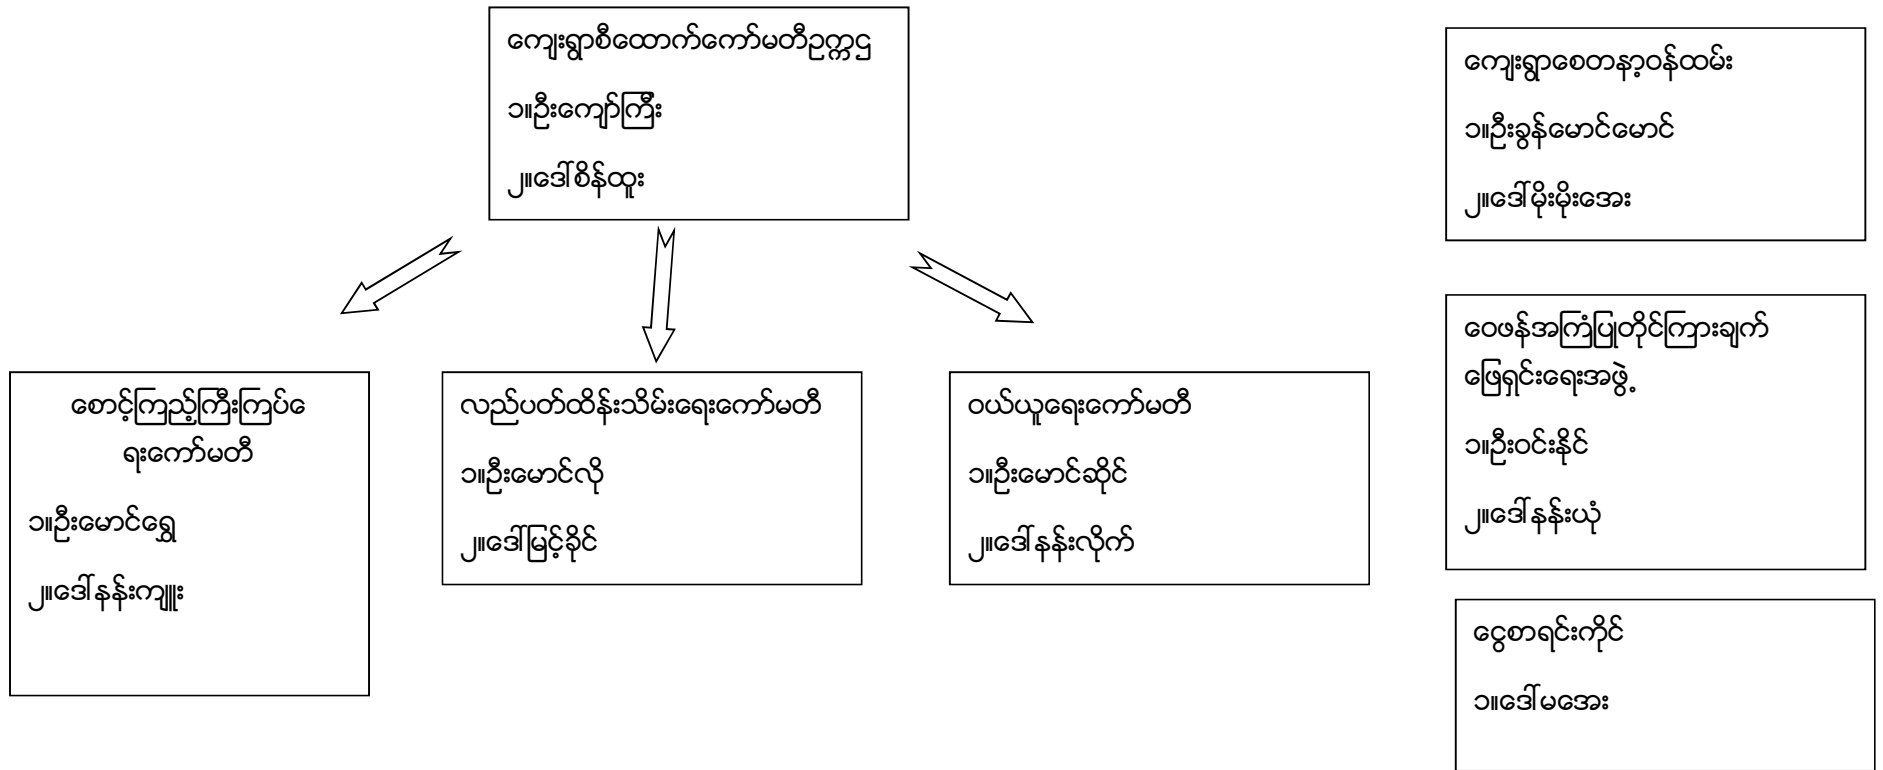 ကျေးရွာစီထောက်ကော်မတီဥက္ကဌ
၁။ဦးကျော်ကြီး
၂။ဒေါ်စိန်ထူး
စောင့်ကြည့်ကြီးကြပ်ေ
ရးကော်မတီ
၁။ဦးမောင်ရွှေ
၂။ဒေါ်နန်းကျူး
လည်ပတ်ထိန်းသိမ်းရေးကော်မတီ
၁။ဦးမောင်လို
၂။ဒေါ်မြင့်ခိုင်
ဝယ်ယူရေးကော်မတီ
၁။ဦးမောင်ဆိုင်
၂။ဒေါ်နန်းလိုက်
ကျေးရွာစေတနာ့ဝန်ထမ်း
၁။ဦးခွန်မောင်မောင်
၂။ဒေါ်မိုးမိုးအေး
ဝေဖန်အကြံပြုတိုင်ကြားချက်
ဖြေရှင်းရေးအဖွဲ့
၁။ဦးဝင်းနိုင်
၂။ဒေါ်နန်းယုံ
ငွေစာရင်းကိုင်
၁။ဒေါ်မအေး